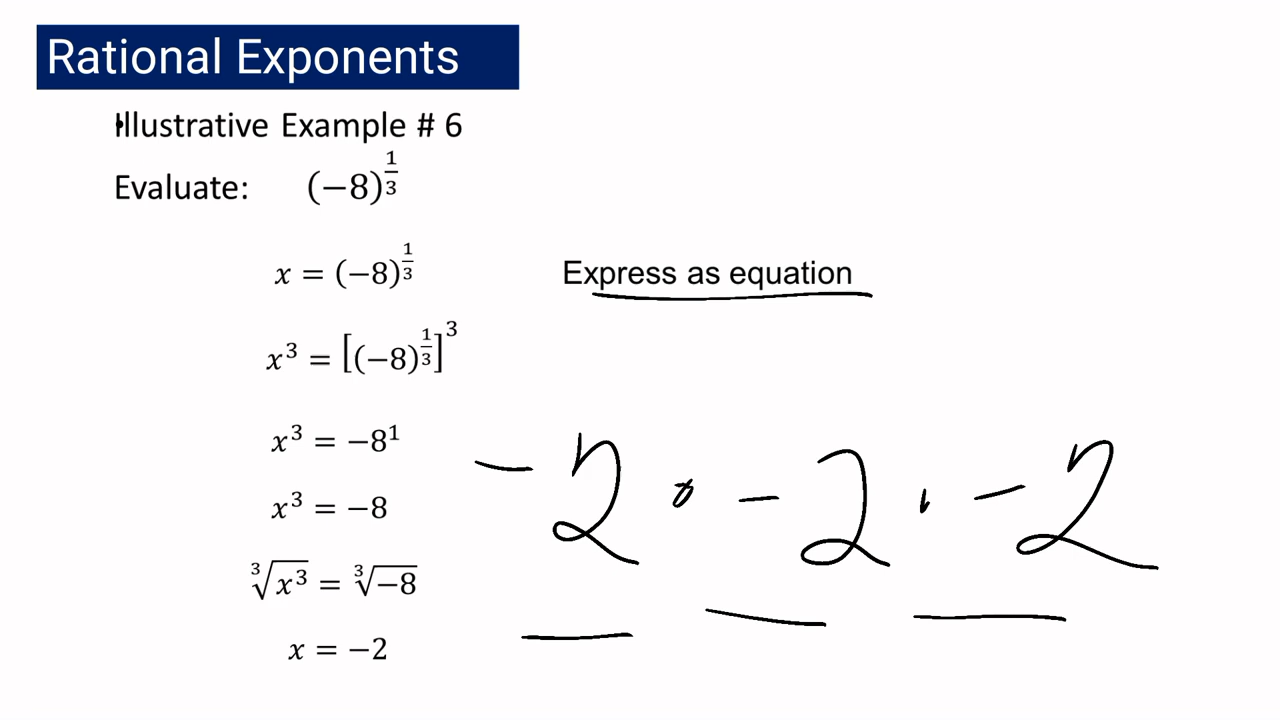 Rational Exponents
•Illustrative Example # 6
Evaluate: (−8)^{1/3}
x = (−8)^{1/3} Express as equation
x³ = [(−8)^{1/3}]³
x³ = −8¹
x³ = −8
−2 · −2 · −2
∛x³ = ∛−8
x = −2